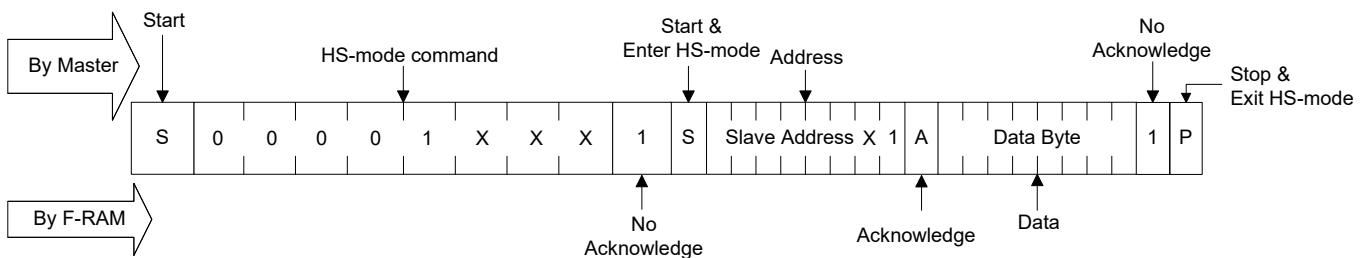 Start
Start &
Enter HS-mode
No
Acknowledge
HS-mode command
Address
By Master
Stop &
Exit HS-mode
S 0 0 0 0 1 X X X 1 S Slave Address X 1 A Data Byte 1 P
By F-RAM
No
Acknowledge
Acknowledge
Data